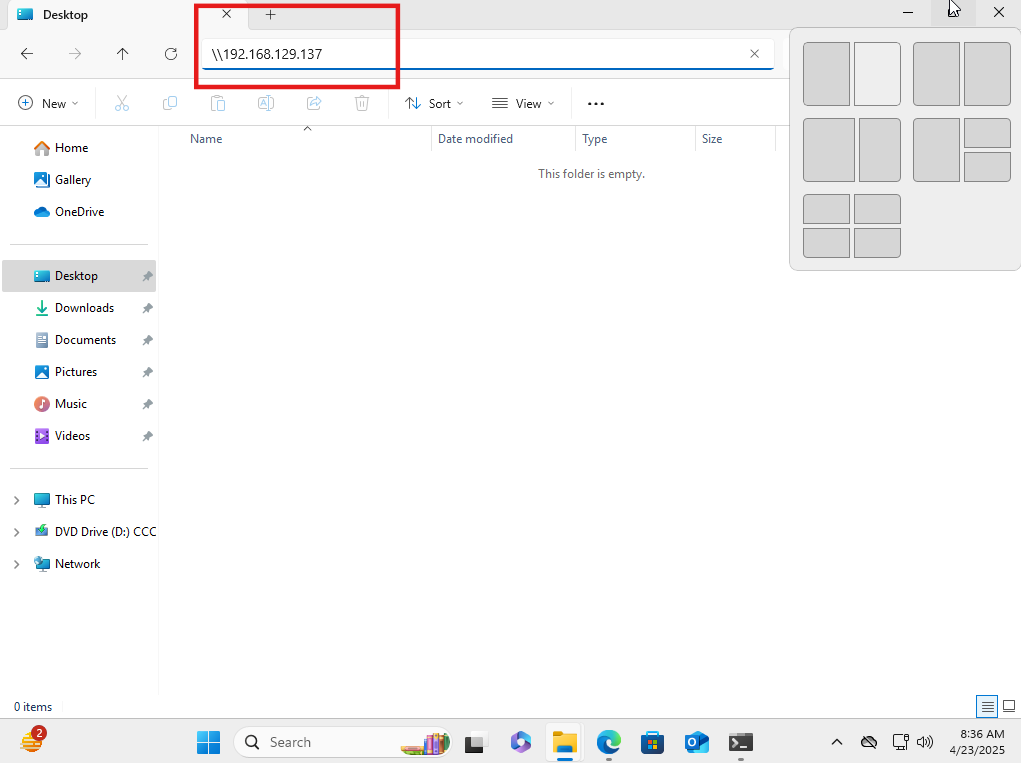 Desktop
\\192.168.129.137
New
Sort
View
Name
Date modified
Type
Size
This folder is empty.
Home
Gallery
OneDrive
Desktop
Downloads
Documents
Pictures
Music
Videos
This PC
DVD Drive (D:) CCC
Network
0 items
2
Search
8:36 AM
4/23/2025